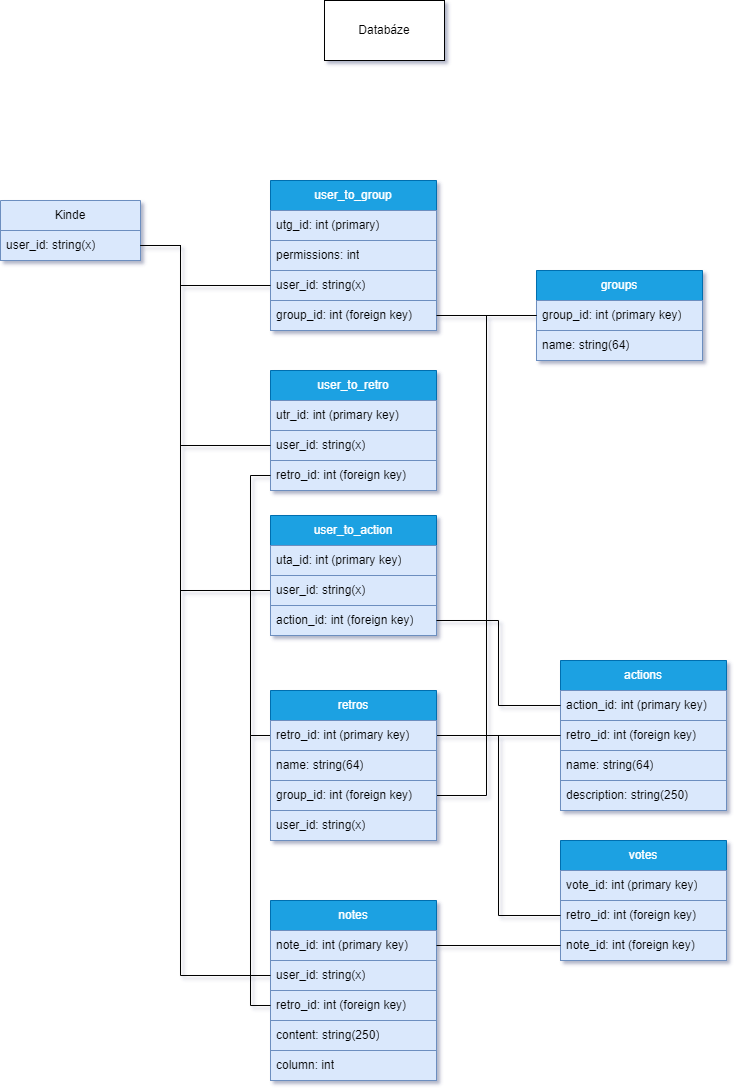 Databáze
Kinde
user_id: string(x)
user_to_group
utg_id: int (primary)
permissions: int
user_id: string(x)
group_id: int (foreign key)
groups
group_id: int (primary key)
name: string(64)
user_to_retro
utr_id: int (primary key)
user_id: string(x)
retro_id: int (foreign key)
user_to_action
uta_id: int (primary key)
user_id: string(x)
action_id: int (foreign key)
retros
retro_id: int (primary key)
name: string(64)
group_id: int (foreign key)
user_id: string(x)
actions
action_id: int (primary key)
retro_id: int (foreign key)
name: string(64)
description: string(250)
votes
vote_id: int (primary key)
retro_id: int (foreign key)
note_id: int (foreign key)
notes
note_id: int (primary key)
user_id: string(x)
retro_id: int (foreign key)
content: string(250)
column: int